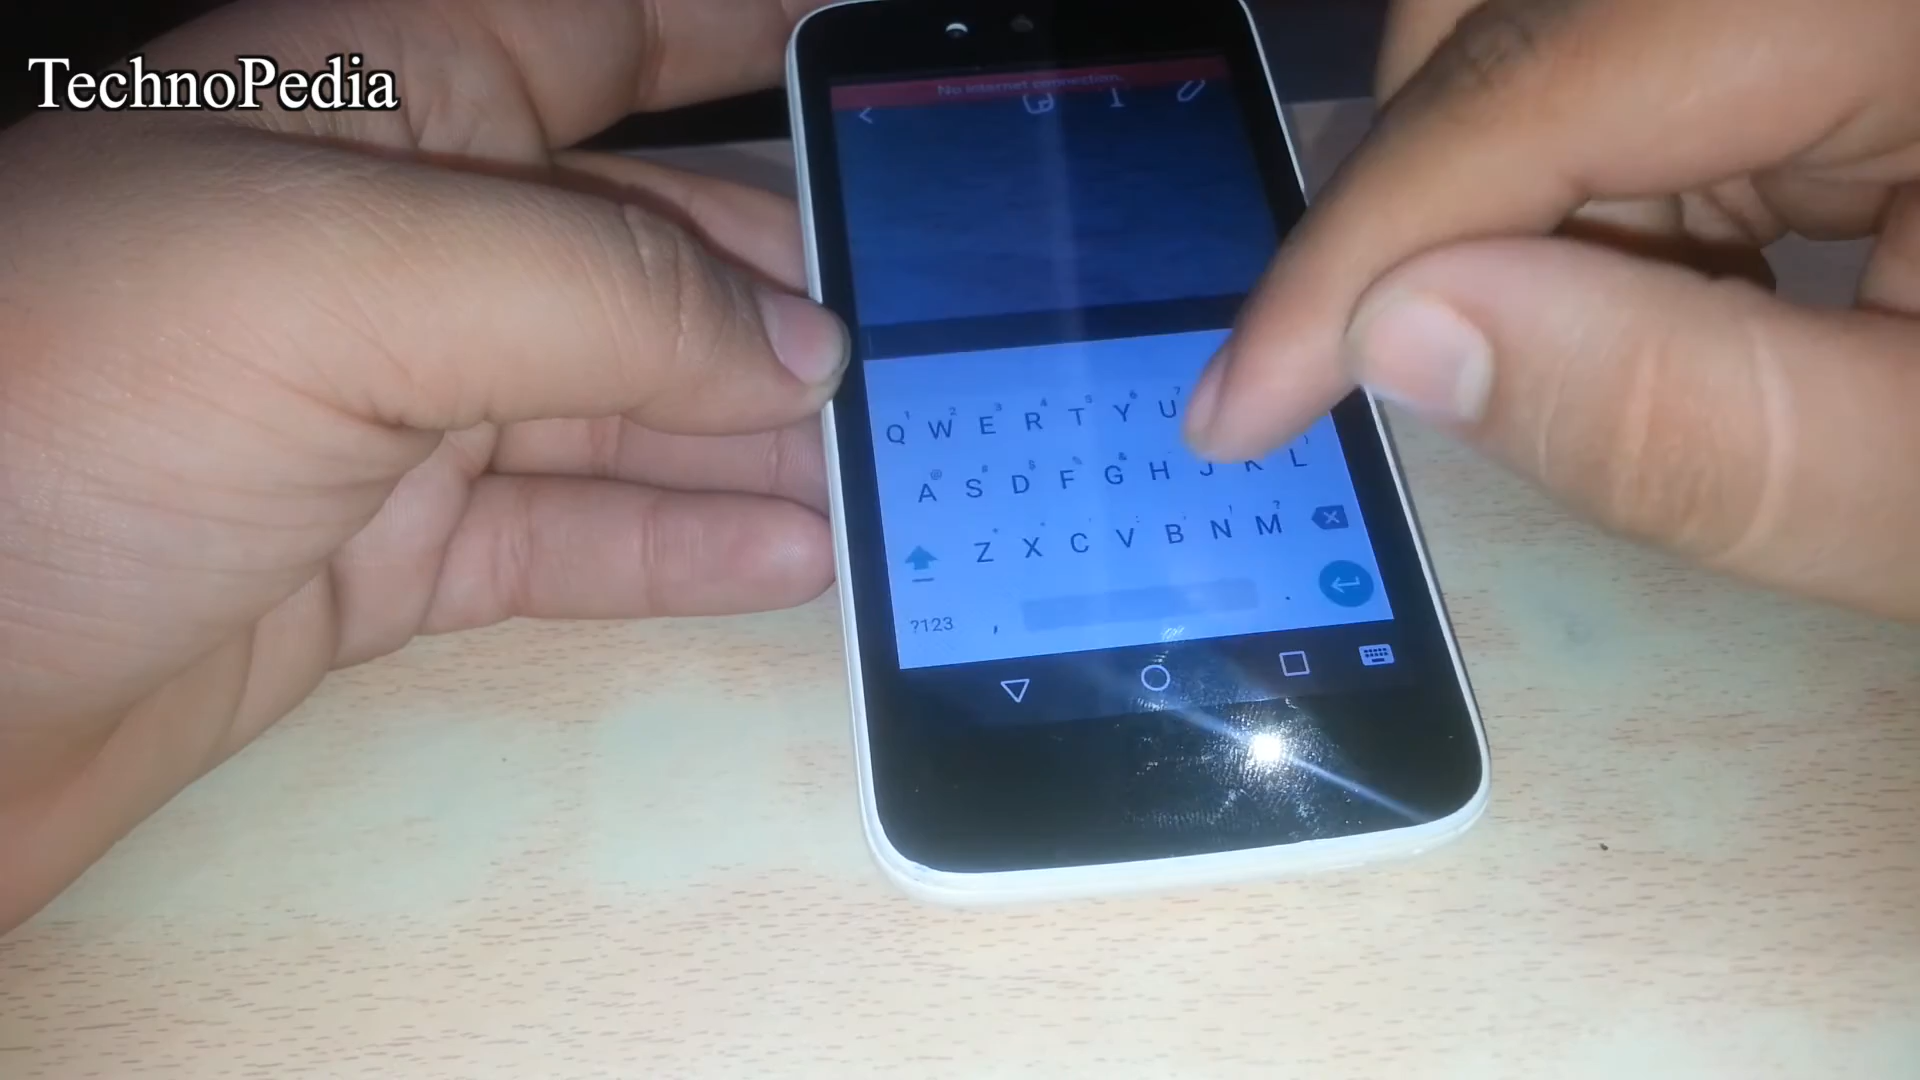 TechnoPedia
No internet connection.
Q W E R T Y U
A S D F G H J K L
Z X C V B N M
?123 , .